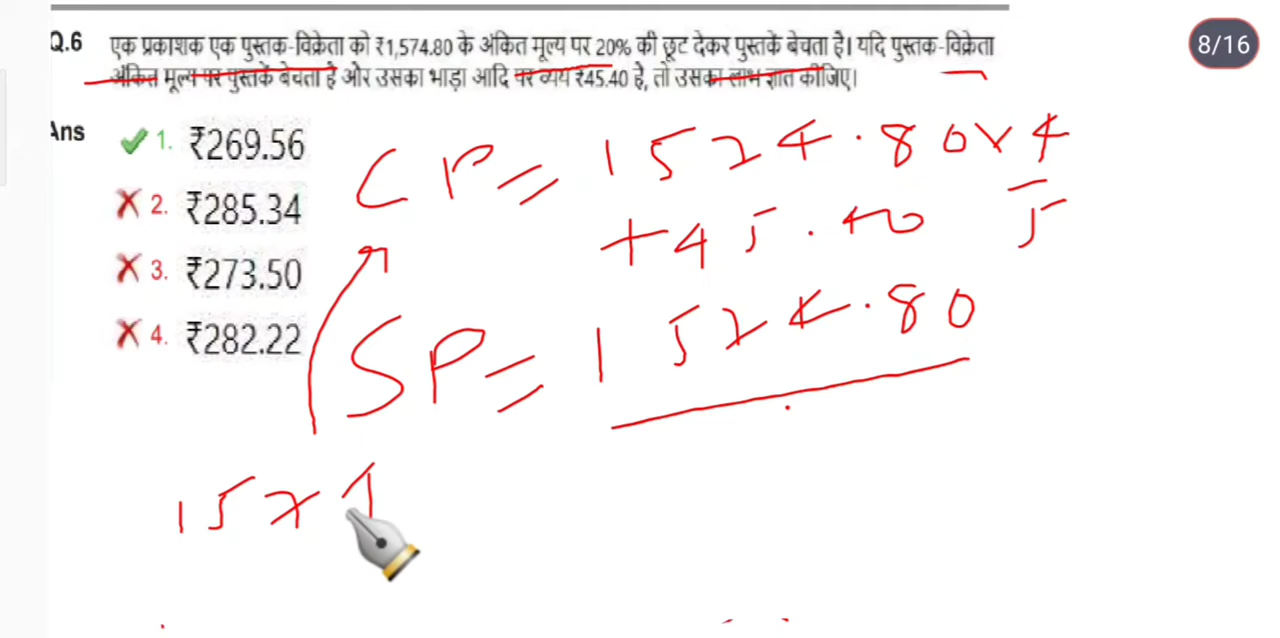 8/16
Q.6 एक प्रकाशक एक पुस्तक-विक्रेता को ₹1,574.80 के अंकित मूल्य पर 20% की छूट देकर पुस्तकें बेचता है। यदि पुस्तक-विक्रेता
अंकित मूल्य पर पुस्तकें बेचता है और उसका भाड़ा आदि पर व्यय ₹45.40 है, तो उसका लाभ ज्ञात कीजिए।
Ans 1. ₹269.56
2. ₹285.34
3. ₹273.50
4. ₹282.22
CP = 1574.80 × 4/5
+ 45.40
SP = 1574.80
157